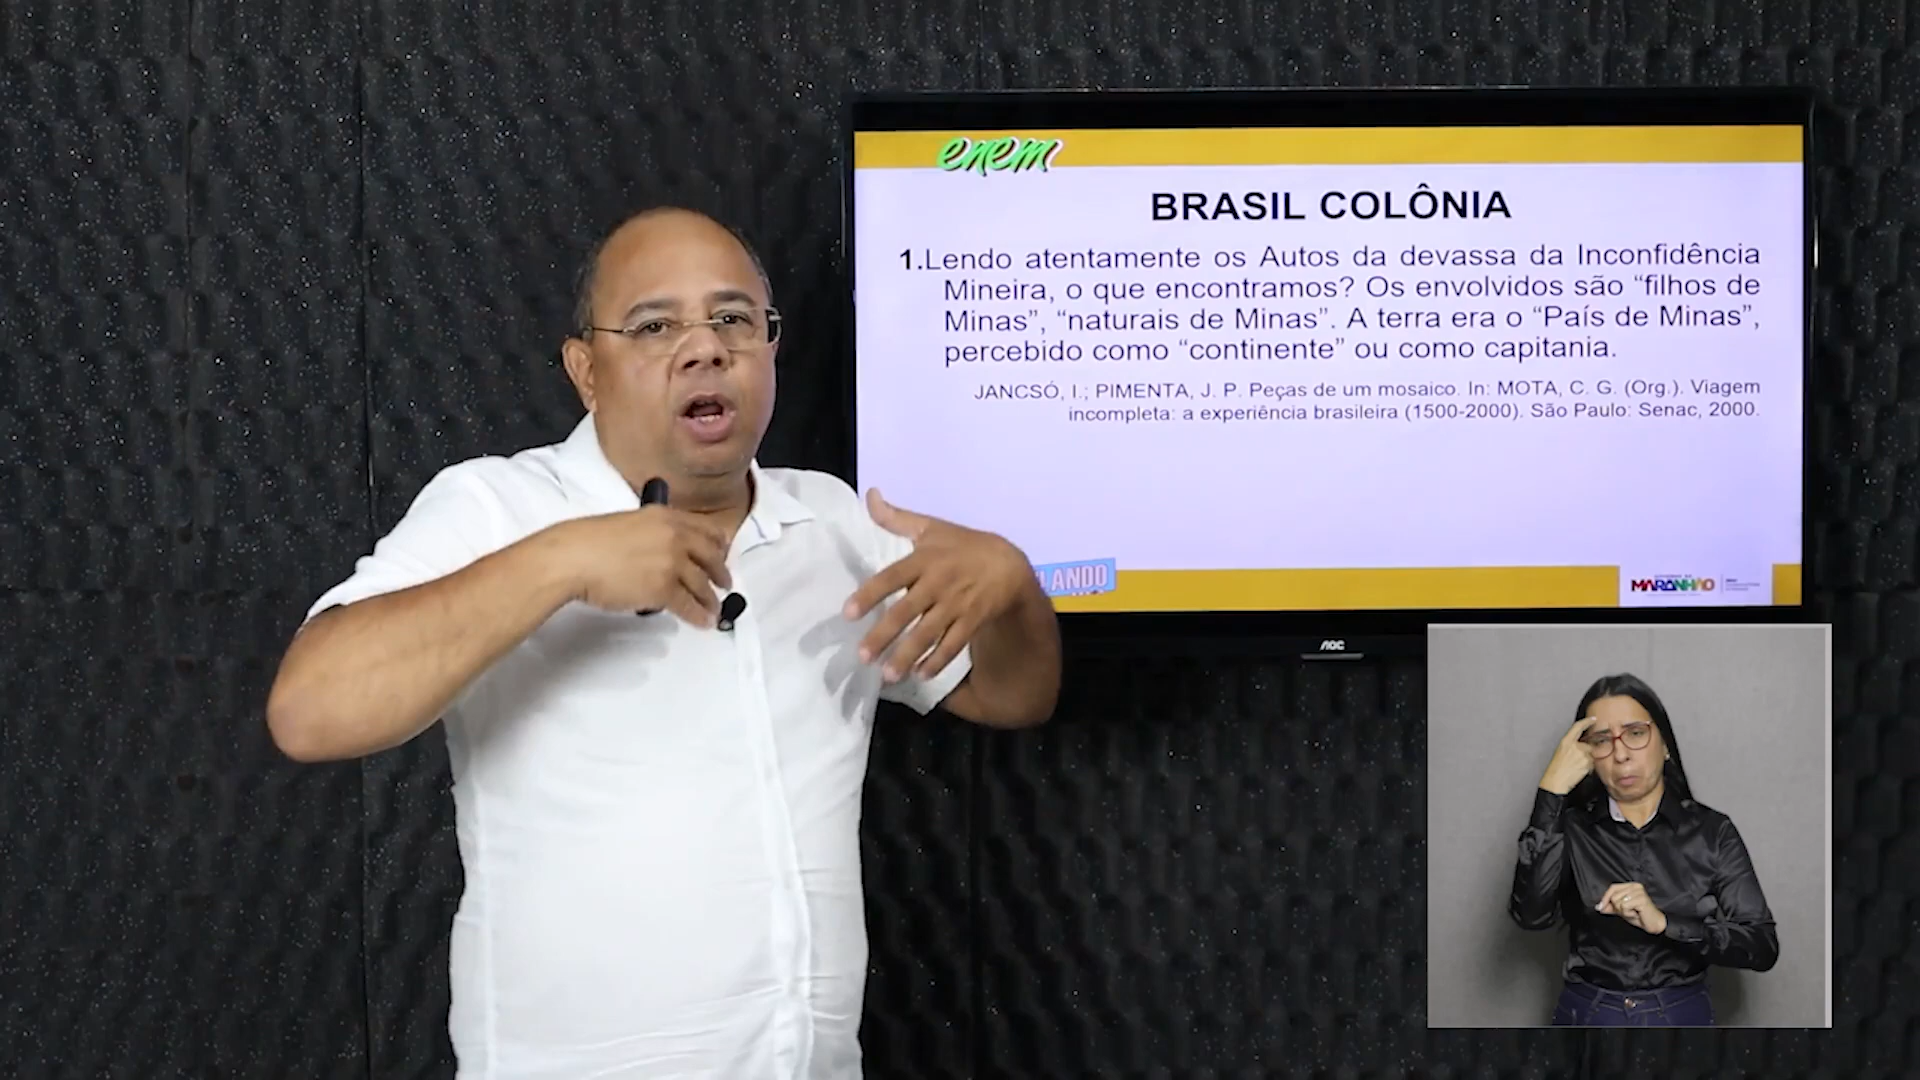 enem
BRASIL COLÔNIA
1.Lendo atentamente os Autos da devassa da Inconfidência
Mineira, o que encontramos? Os envolvidos são “filhos de
Minas”, “naturais de Minas”. A terra era o “País de Minas”,
percebido como “continente” ou como capitania.
JANCSÓ, I.; PIMENTA, J. P. Peças de um mosaico. In: MOTA, C. G. (Org.). Viagem
incompleta: a experiência brasileira (1500-2000). São Paulo: Senac, 2000.
LANDO
MARANHÃO
AOC